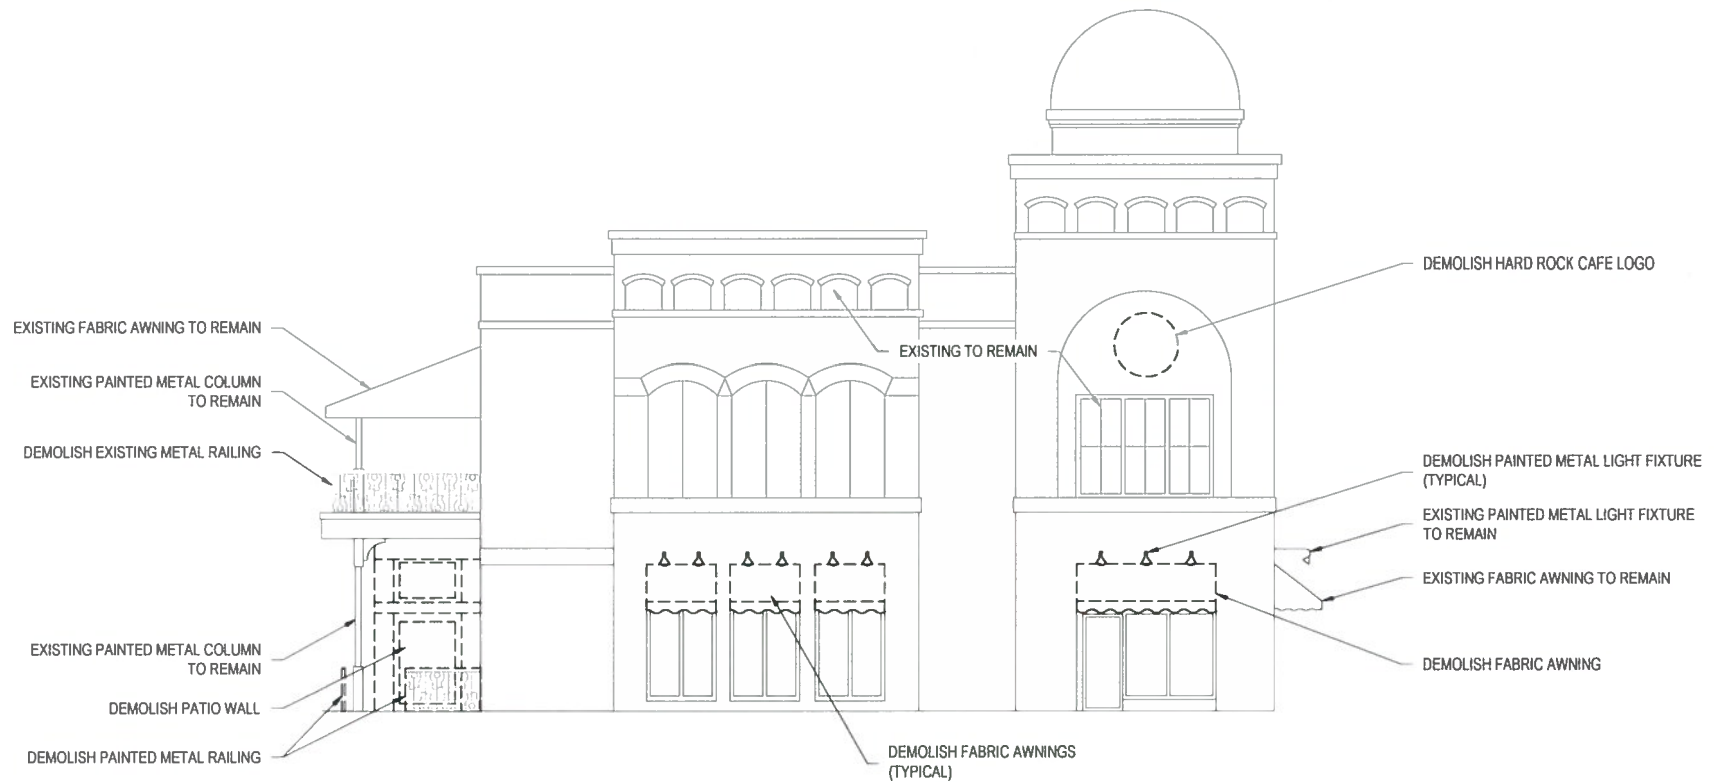 DEMOLISH HARD ROCK CAFE LOGO
EXISTING FABRIC AWNING TO REMAIN
EXISTING TO REMAIN
EXISTING PAINTED METAL COLUMN
TO REMAIN
DEMOLISH EXISTING METAL RAILING
DEMOLISH PAINTED METAL LIGHT FIXTURE
(TYPICAL)
EXISTING PAINTED METAL LIGHT FIXTURE
TO REMAIN
EXISTING FABRIC AWNING TO REMAIN
EXISTING PAINTED METAL COLUMN
TO REMAIN
DEMOLISH FABRIC AWNING
DEMOLISH PATIO WALL
DEMOLISH PAINTED METAL RAILING
DEMOLISH FABRIC AWNINGS
(TYPICAL)